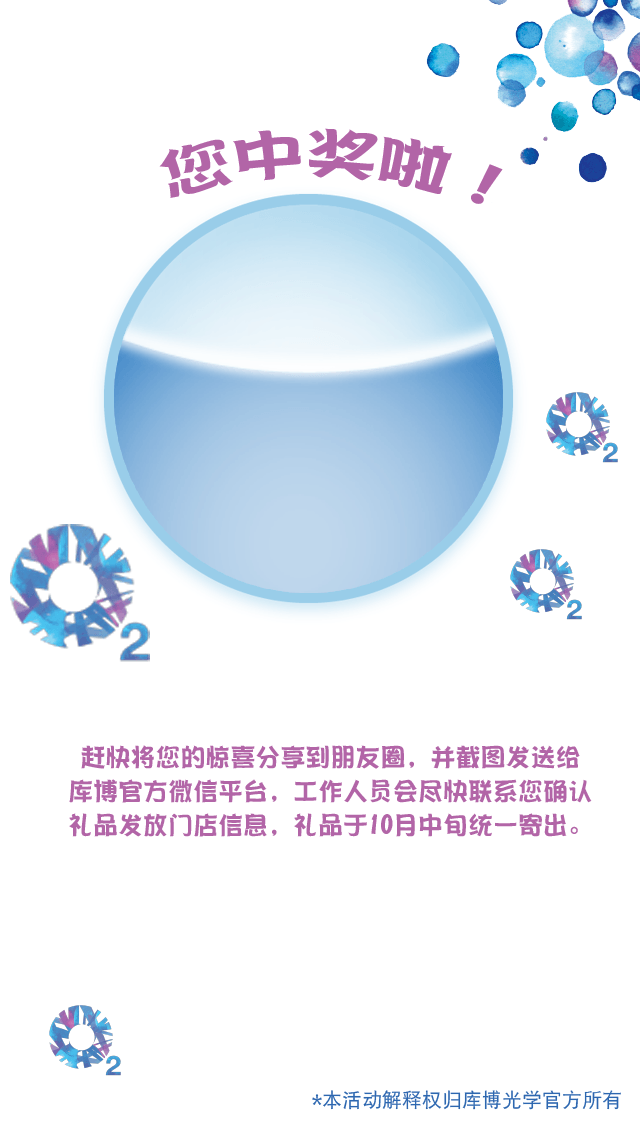 您中奖啦！
O2
O2
O2
赶快将您的惊喜分享到朋友圈，并截图发送给
库博官方微信平台，工作人员会尽快联系您确认
礼品发放门店信息，礼品于10月中旬统一寄出。
O2
*本活动解释权归库博光学官方所有